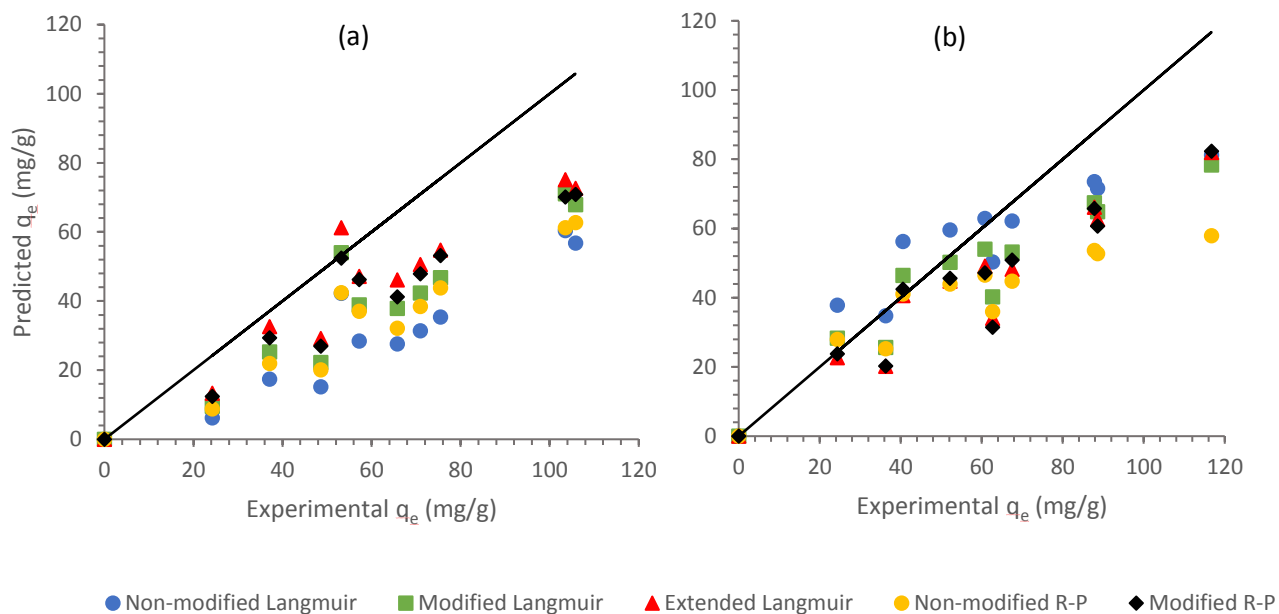 (a)
Predicted qe (mg/g)
120
100
80
60
40
20
0
0 20 40 60 80 100 120
Experimental qe (mg/g)
(b)
120
100
80
60
40
20
0
0 20 40 60 80 100 120
Experimental qe (mg/g)
Non-modified Langmuir Modified Langmuir Extended Langmuir Non-modified R-P Modified R-P